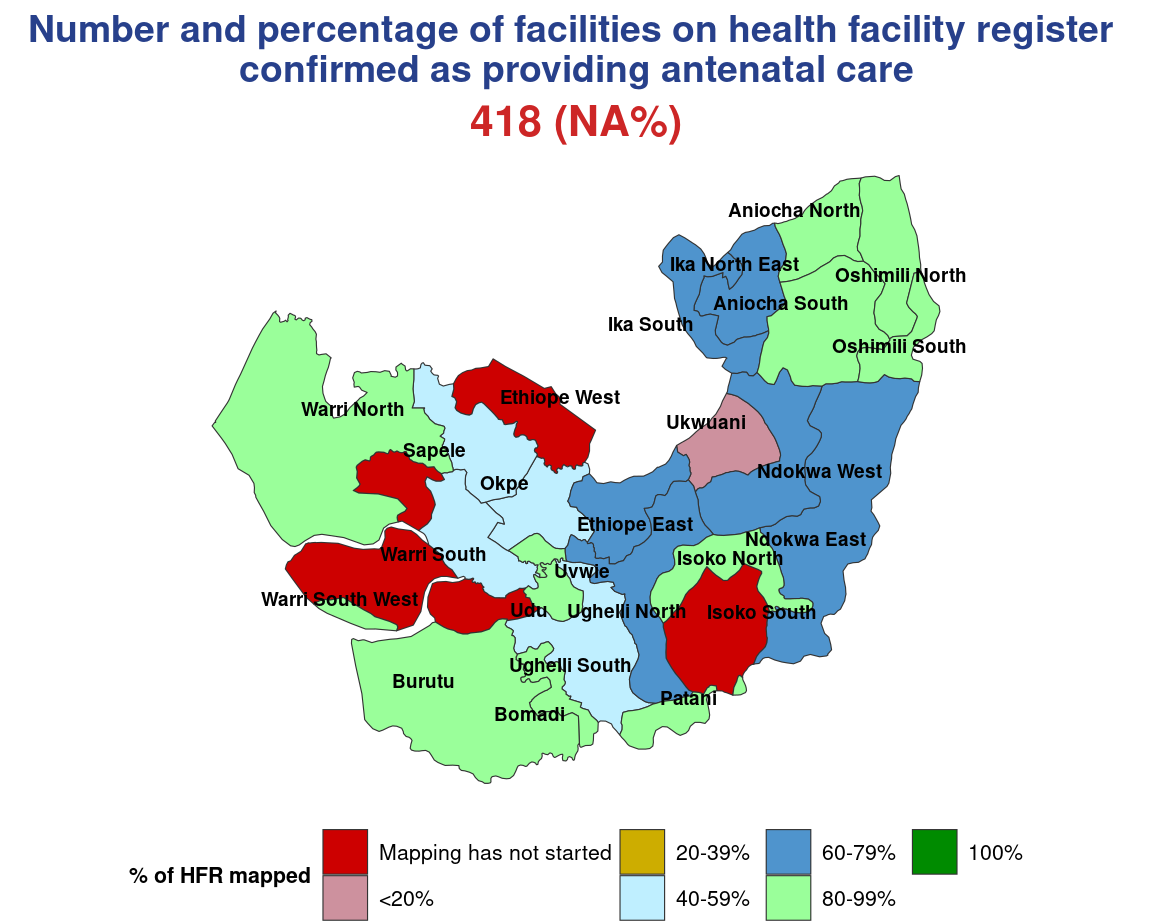 Number and percentage of facilities on health facility register
confirmed as providing antenatal care
418 (NA%)
Aniocha North
Ika North East
Oshimili North
Aniocha South
Ika South
Oshimili South
Ethiope West
Warri North
Ukwuani
Sapele
Ndokwa West
Okpe
Ethiope East
Ndokwa East
Warri South
Isoko North
Uvwie
Warri South West
Udu
Ughelli North
Isoko South
Ughelli South
Burutu
Patani
Bomadi
% of HFR mapped
Mapping has not started
<20%
20-39%
40-59%
60-79%
80-99%
100%